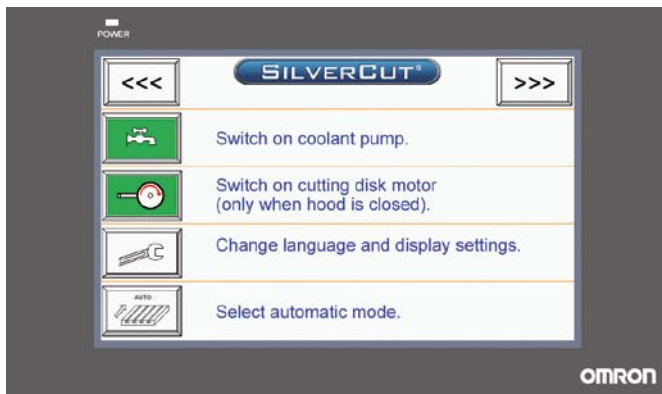 POWER
<<<
SILVERCUT®
>>>
Switch on coolant pump.
Switch on cutting disk motor
(only when hood is closed).
Change language and display settings.
AUTO
Select automatic mode.
OMRON